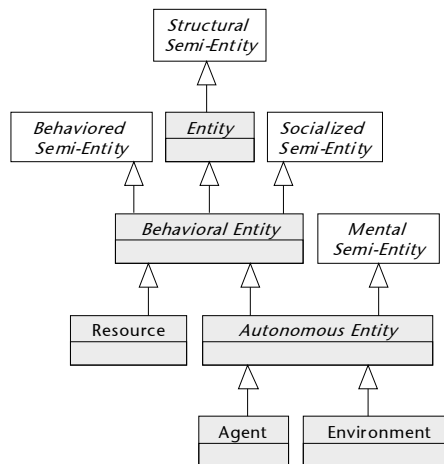 Structural
Semi-Entity
Behaviored
Semi-Entity
Entity
Socialized
Semi-Entity
Behavioral Entity
Mental
Semi-Entity
Resource
Autonomous Entity
Agent
Environment